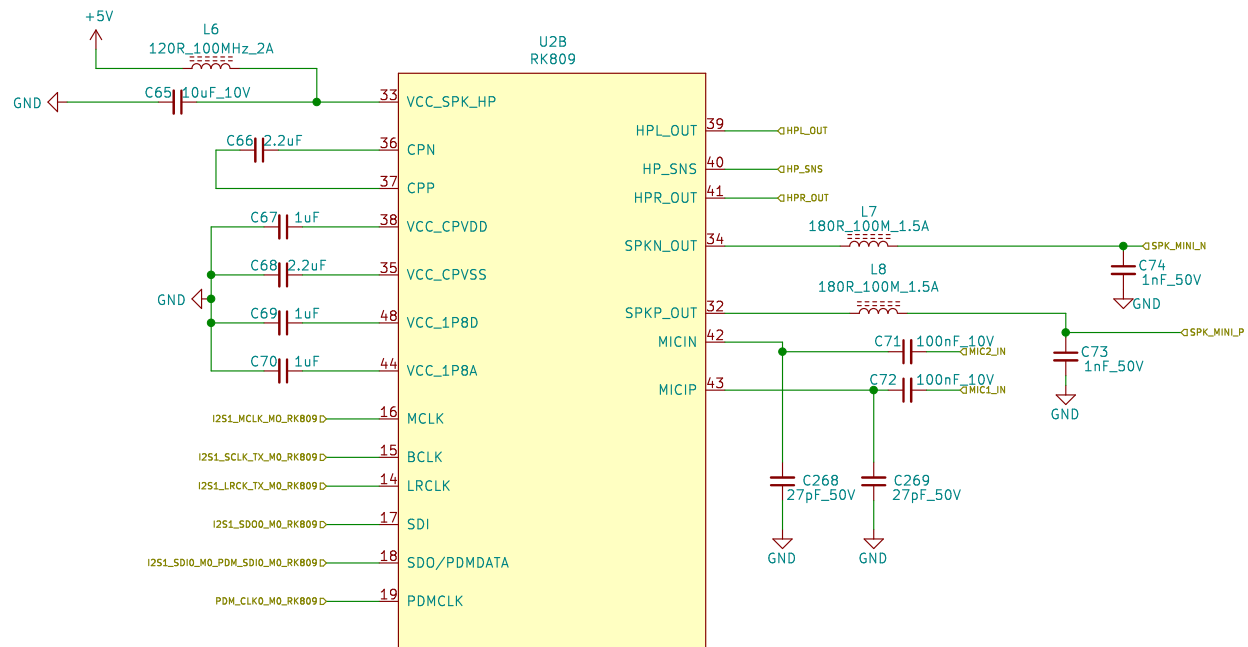 +5V
L6
120R_100MHz_2A
U2B
RK809
GND
C65 10uF_10V
33 VCC_SPK_HP
C66 2.2uF
36 CPN
37 CPP
C67 1uF
38 VCC_CPVDD
C68 2.2uF
35 VCC_CPVSS
GND
C69 1uF
48 VCC_1P8D
C70 1uF
44 VCC_1P8A
I2S1_MCLK_M0_RK809 16 MCLK
I2S1_SCLK_TX_M0_RK809 15 BCLK
I2S1_LRCK_TX_M0_RK809 14 LRCLK
I2S1_SDO0_M0_RK809 17 SDI
I2S1_SDI0_M0_PDM_SDI0_M0_RK809 18 SDO/PDMDATA
PDM_CLK0_M0_RK809 19 PDMCLK
HPL_OUT 39 HPL_OUT
HP_SNS 40 HP_SNS
HPR_OUT 41 HPR_OUT
L7
180R_100M_1.5A
SPKN_OUT 34 SPK_MINI_N
C74
1nF_50V
GND
L8
180R_100M_1.5A
SPKP_OUT 32 SPK_MINI_P
C73
1nF_50V
GND
MICIN 42 C71 100nF_10V MIC2_IN
MICIP 43 C72 100nF_10V MIC1_IN
C268
27pF_50V
GND
C269
27pF_50V
GND